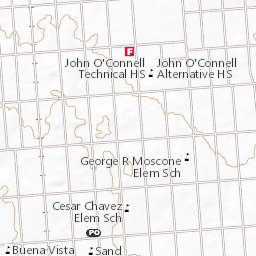 F
John O'Connell
Technical HS
John O'Connell
Alternative HS
George R Moscone
Elem Sch
Cesar Chavez
Elem Sch
PO
Buena Vista
Sand